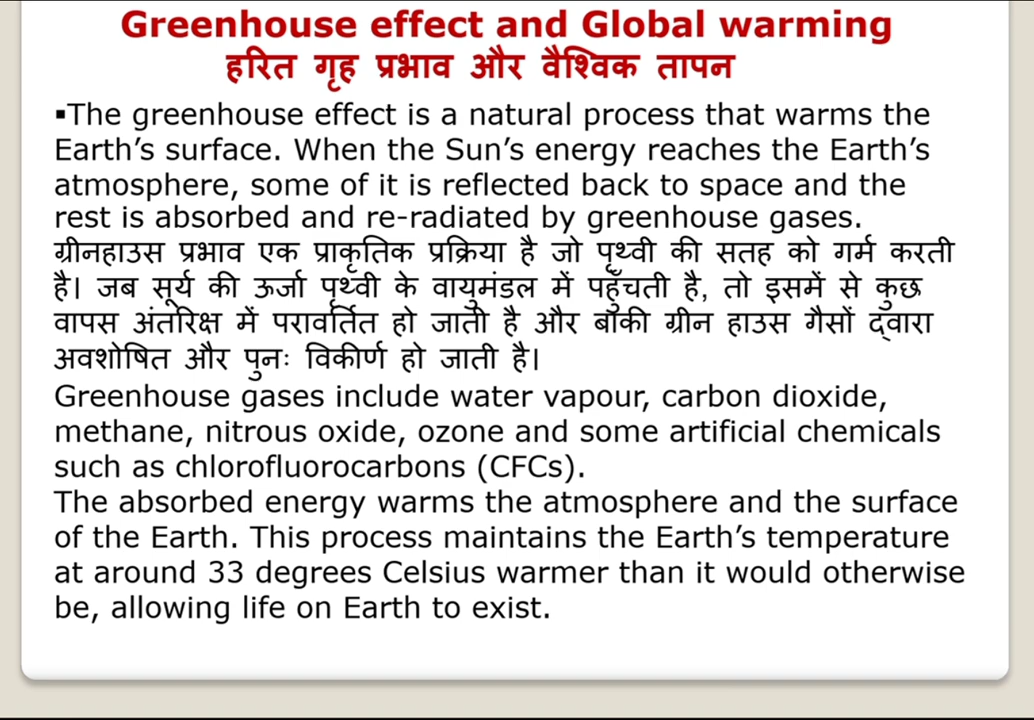 Greenhouse effect and Global warming
हरित गृह प्रभाव और वैश्विक तापन
▪The greenhouse effect is a natural process that warms the
Earth’s surface. When the Sun’s energy reaches the Earth’s
atmosphere, some of it is reflected back to space and the
rest is absorbed and re-radiated by greenhouse gases.
ग्रीनहाउस प्रभाव एक प्राकृतिक प्रक्रिया है जो पृथ्वी की सतह को गर्म करती
है। जब सूर्य की ऊर्जा पृथ्वी के वायुमंडल में पहुँचती है, तो इसमें से कुछ
वापस अंतरिक्ष में परावर्तित हो जाती है और बाकी ग्रीन हाउस गैसों द्वारा
अवशोषित और पुनः विकीर्ण हो जाती है।
Greenhouse gases include water vapour, carbon dioxide,
methane, nitrous oxide, ozone and some artificial chemicals
such as chlorofluorocarbons (CFCs).
The absorbed energy warms the atmosphere and the surface
of the Earth. This process maintains the Earth’s temperature
at around 33 degrees Celsius warmer than it would otherwise
be, allowing life on Earth to exist.